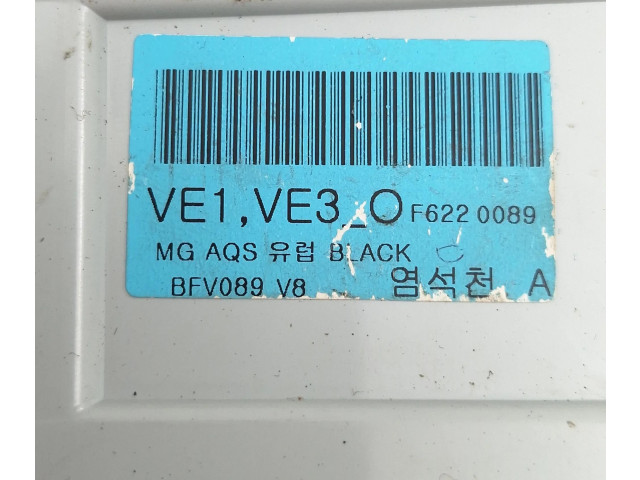 VE1,VE3_O F622 0089
MG AQS 유럽 BLACK
BFV089 V8 염석천 A